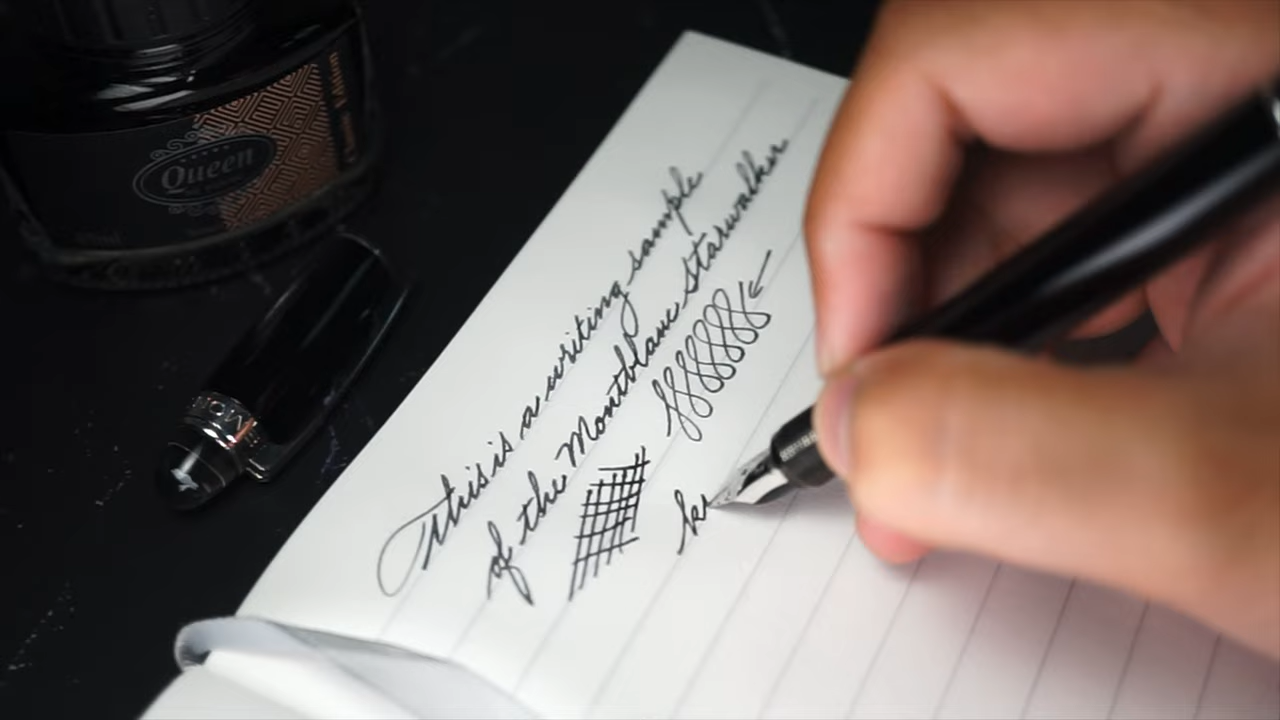 Queen
This is a writing sample
of the Montblanc Starwalker